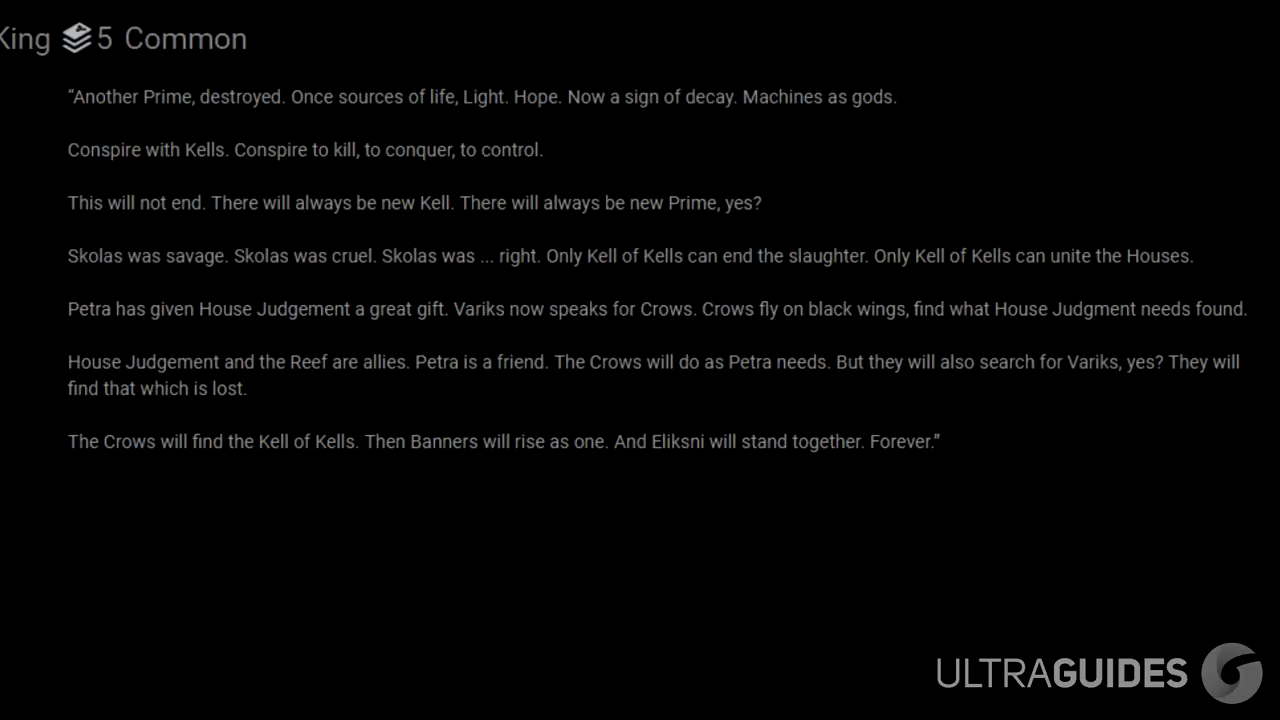 King 5 Common
“Another Prime, destroyed. Once sources of life, Light. Hope. Now a sign of decay. Machines as gods.
Conspire with Kells. Conspire to kill, to conquer, to control.
This will not end. There will always be new Kell. There will always be new Prime, yes?
Skolas was savage. Skolas was cruel. Skolas was ... right. Only Kell of Kells can end the slaughter. Only Kell of Kells can unite the Houses.
Petra has given House Judgement a great gift. Variks now speaks for Crows. Crows fly on black wings, find what House Judgment needs found.
House Judgement and the Reef are allies. Petra is a friend. The Crows will do as Petra needs. But they will also search for Variks, yes? They will
find that which is lost.
The Crows will find the Kell of Kells. Then Banners will rise as one. And Eliksni will stand together. Forever.”
ULTRAGUIDES